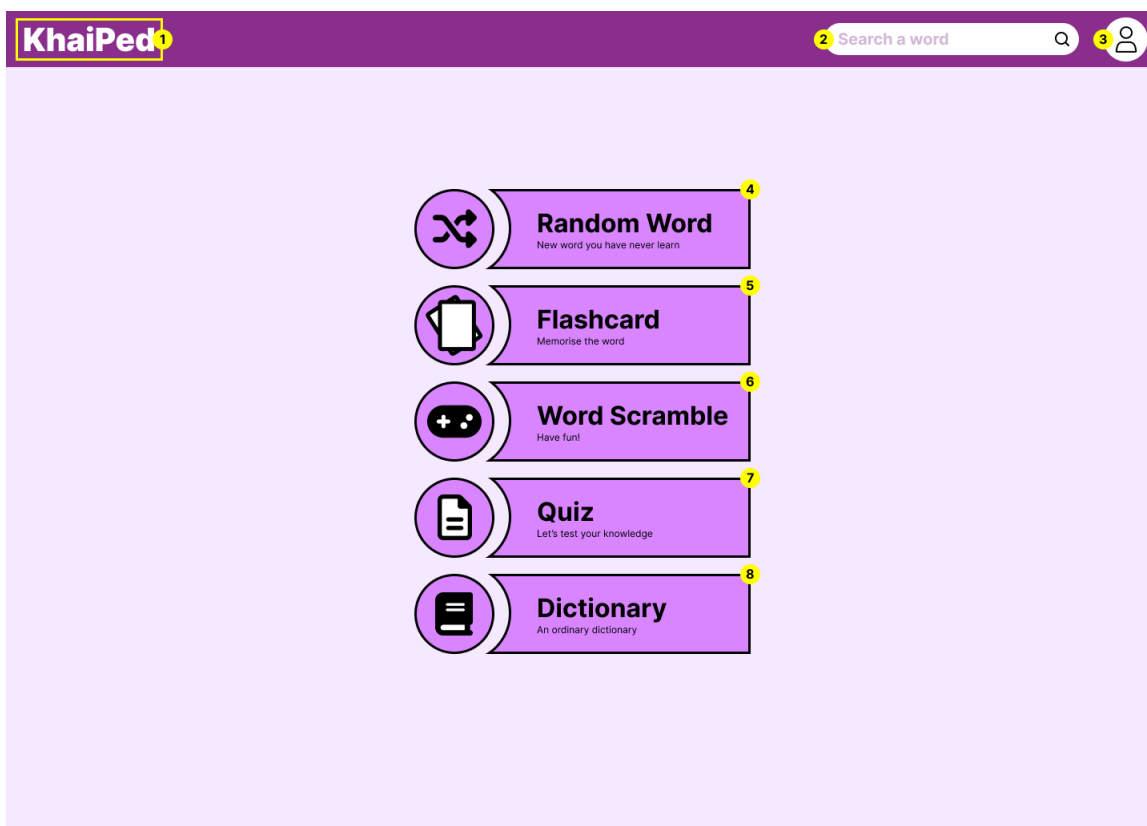 KhaiPed 1
2 Search a word 3
4
Random Word
New word you have never learn
5
Flashcard
Memorise the word
6
Word Scramble
Have fun!
7
Quiz
Let's test your knowledge
8
Dictionary
An ordinary dictionary